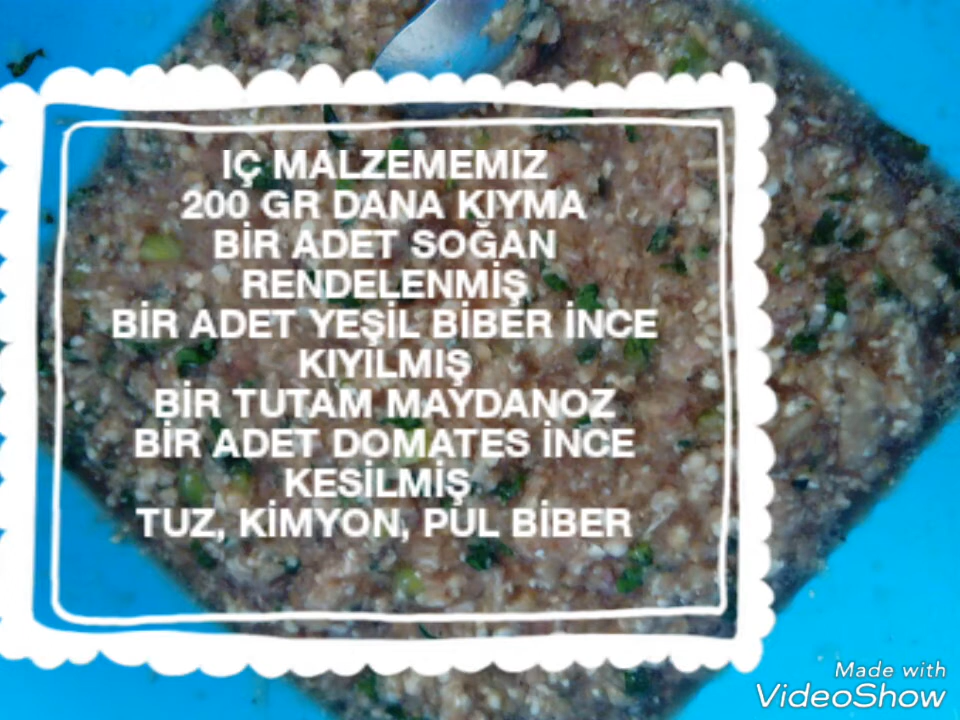 IÇ MALZEMEMIZ
200 GR DANA KIYMA
BİR ADET SOĞAN
RENDELENMİŞ
BİR ADET YEŞİL BİBER İNCE
KIYILMIŞ
BİR TUTAM MAYDANOZ
BİR ADET DOMATES İNCE
KESİLMİŞ
TUZ, KİMYON, PUL BİBER
Made with
VideoShow